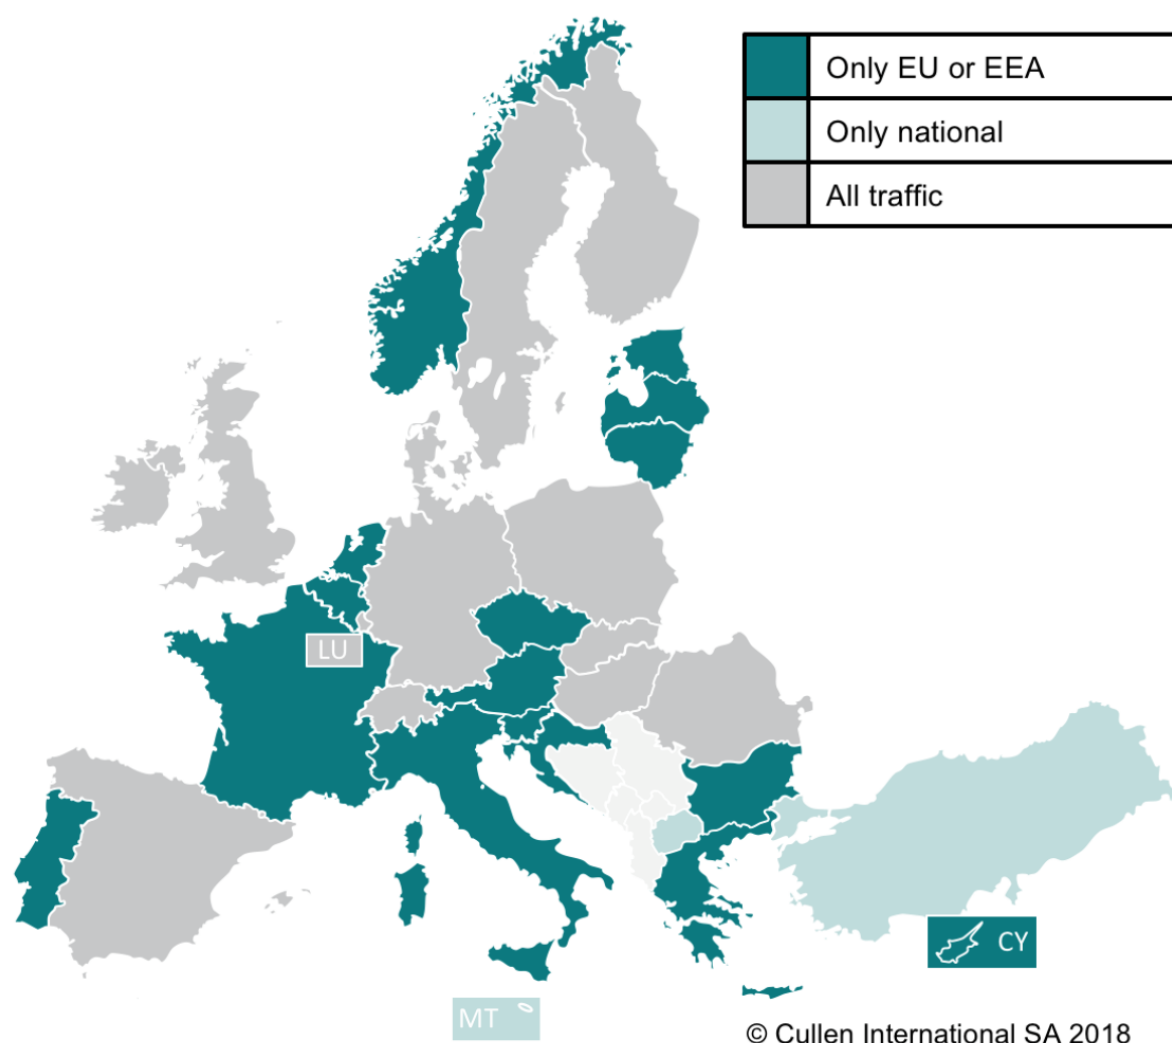 Only EU or EEA
Only national
All traffic
LU
CY
MT
© Cullen International SA 2018